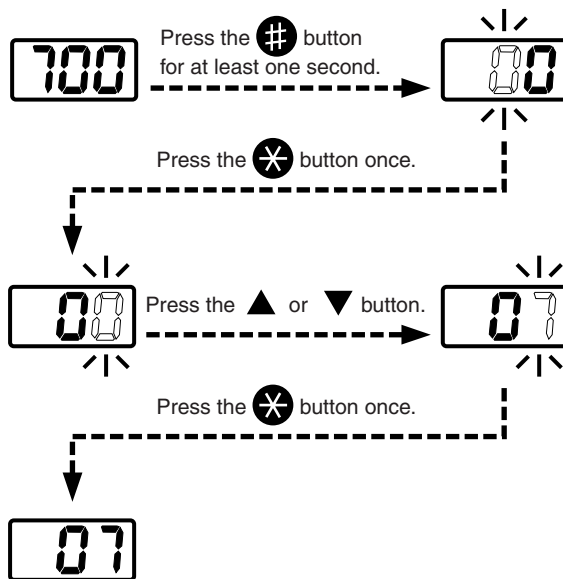 Press the # button
for at least one second.
700
00
Press the * button once.
00
Press the ▲ or ▼ button.
07
Press the * button once.
07